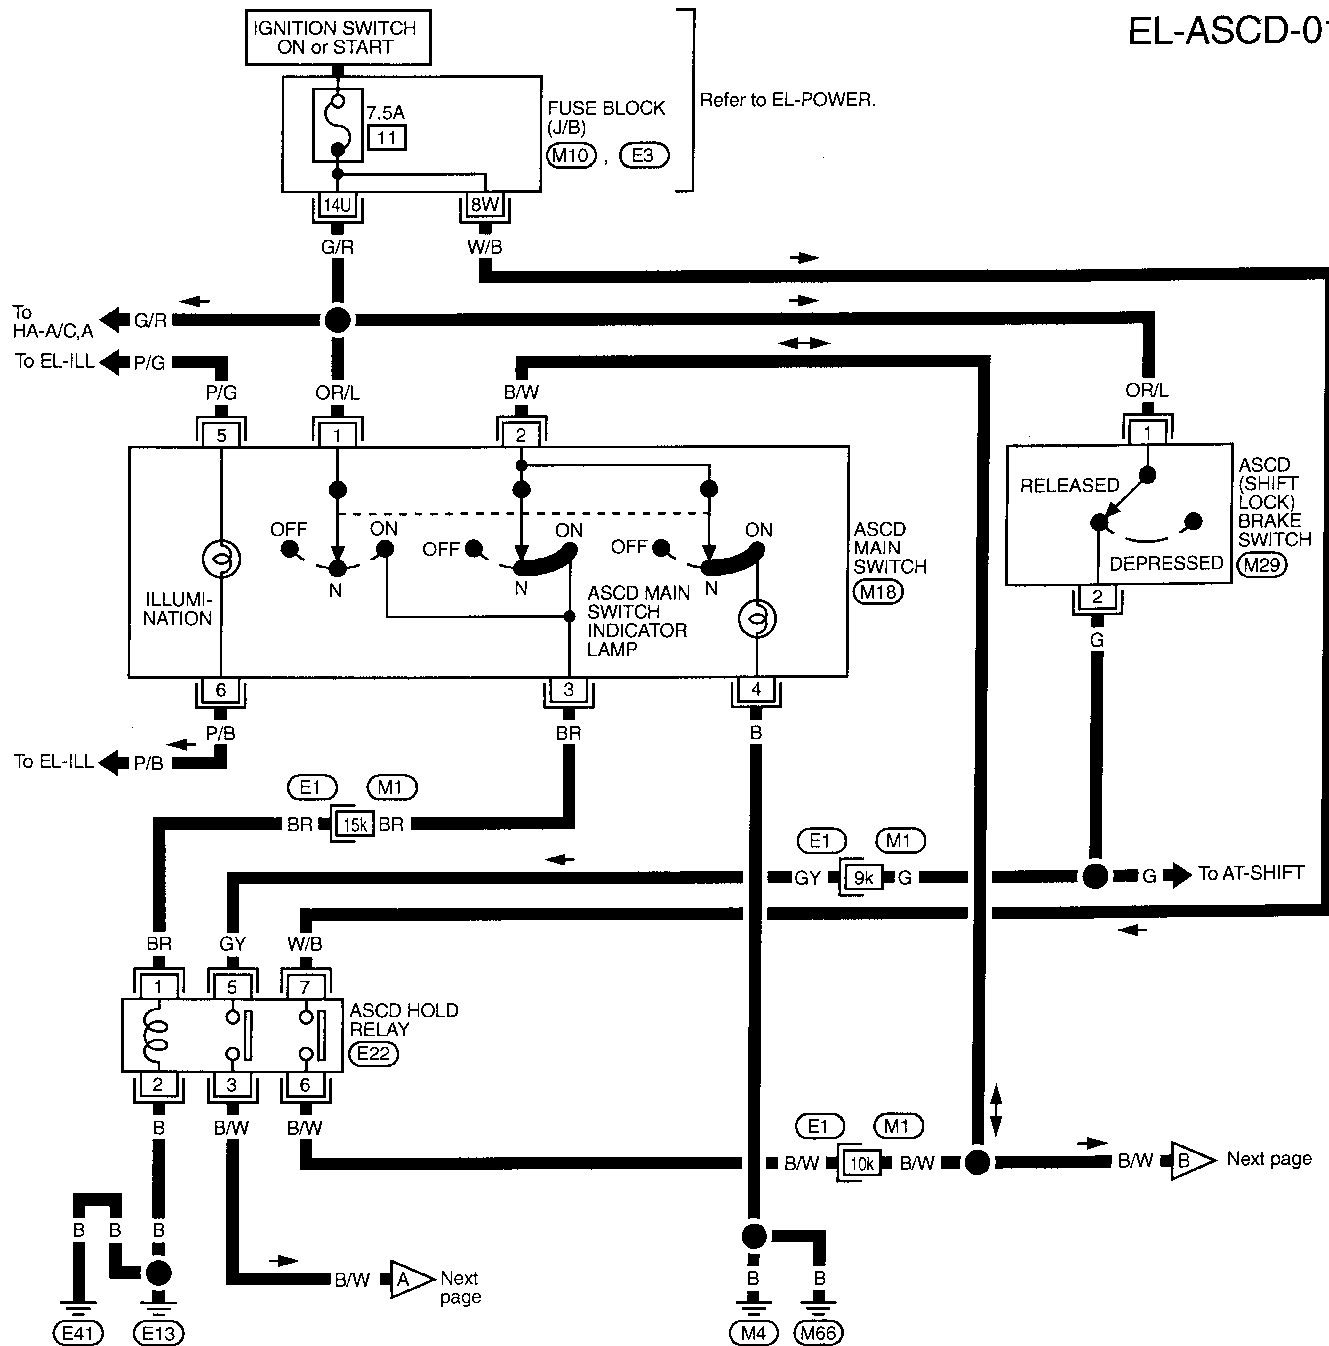 IGNITION SWITCH
ON or START
EL-ASCD-0
7.5A
11
FUSE BLOCK
(J/B)
M10 , E3
Refer to EL-POWER.
14U
8W
G/R
W/B
To
HA-A/C,A
G/R
To EL-ILL
P/G
P/G
OR/L
B/W
OR/L
5
1
2
1
RELEASED
DEPRESSED
ASCD
(SHIFT
LOCK)
BRAKE
SWITCH
M29
OFF
ON
N
OFF
ON
N
OFF
ON
N
ASCD
MAIN
SWITCH
M18
ILLUMI-
NATION
ASCD MAIN
SWITCH
INDICATOR
LAMP
2
G
6
3
4
P/B
BR
B
To EL-ILL
P/B
E1
M1
BR
15k
BR
E1
M1
GY
9k
G
G
To AT-SHIFT
BR
GY
W/B
1
5
7
ASCD HOLD
RELAY
E22
2
3
6
B
B/W
B/W
E1
M1
B/W
10k
B/W
B/W
B
Next page
B
B
B
B/W
A
Next
page
B
B
E41
E13
M4
M66